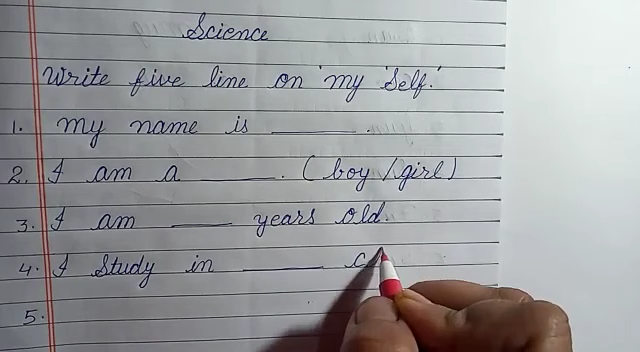 Science
Write five line on 'my Self.'
1. my name is ______ .
2. I am a ______ . (boy / girl)
3. I am ____ years old.
4. I Study in ______ c
5.